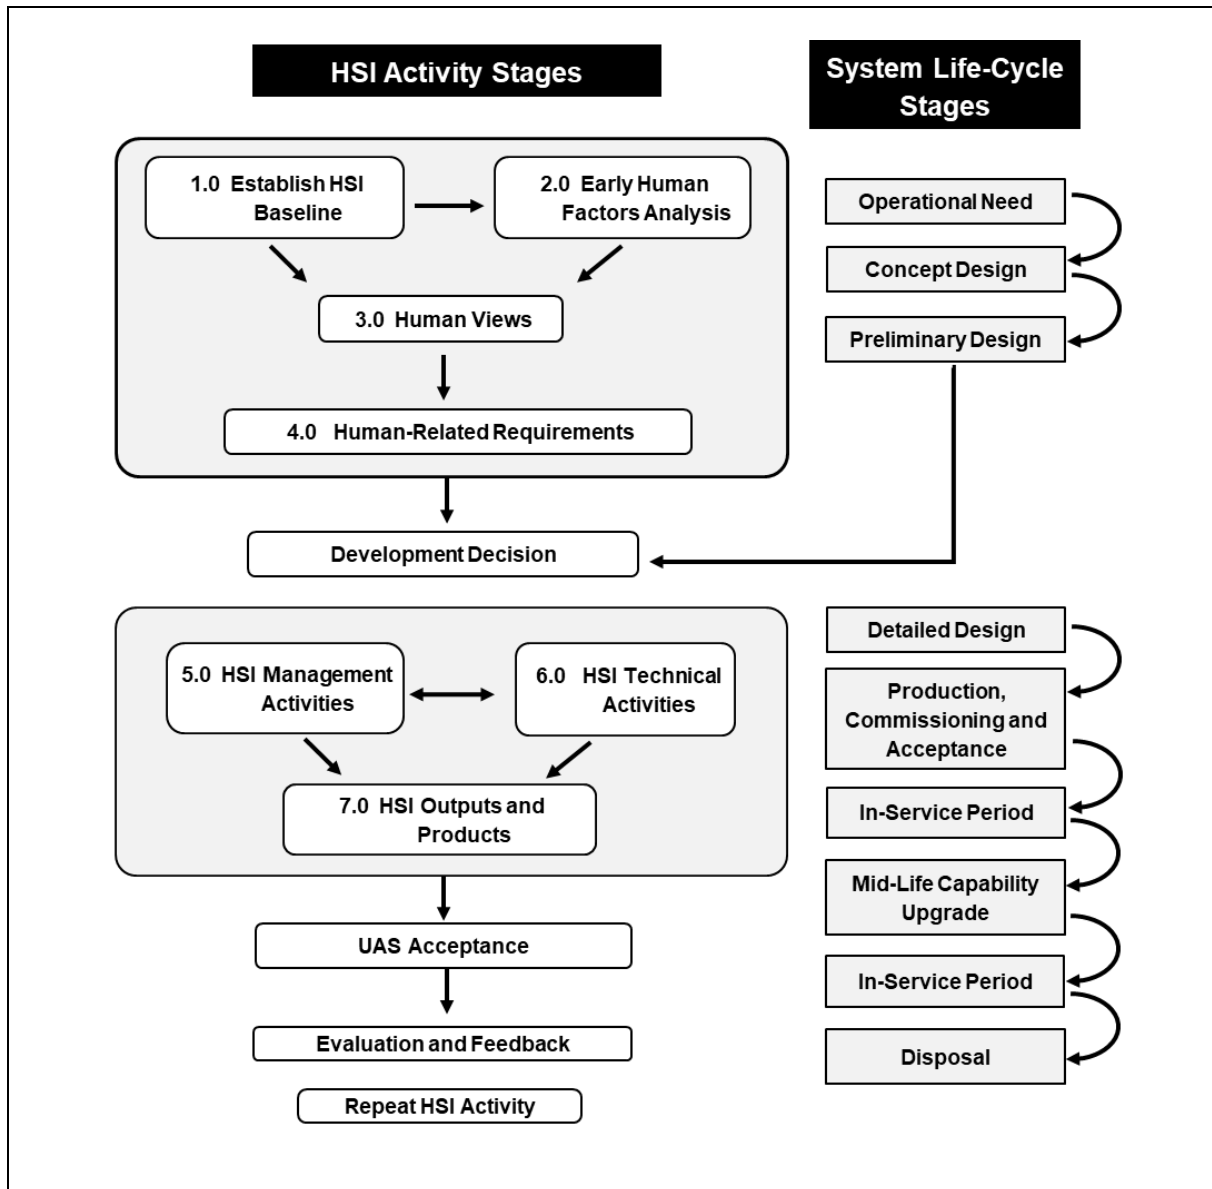 HSI Activity Stages
1.0 Establish HSI
Baseline
2.0 Early Human
Factors Analysis
3.0 Human Views
4.0 Human-Related Requirements
Development Decision
5.0 HSI Management
Activities
6.0 HSI Technical
Activities
7.0 HSI Outputs and
Products
UAS Acceptance
Evaluation and Feedback
Repeat HSI Activity
System Life-Cycle
Stages
Operational Need
Concept Design
Preliminary Design
Detailed Design
Production,
Commissioning and
Acceptance
In-Service Period
Mid-Life Capability
Upgrade
In-Service Period
Disposal